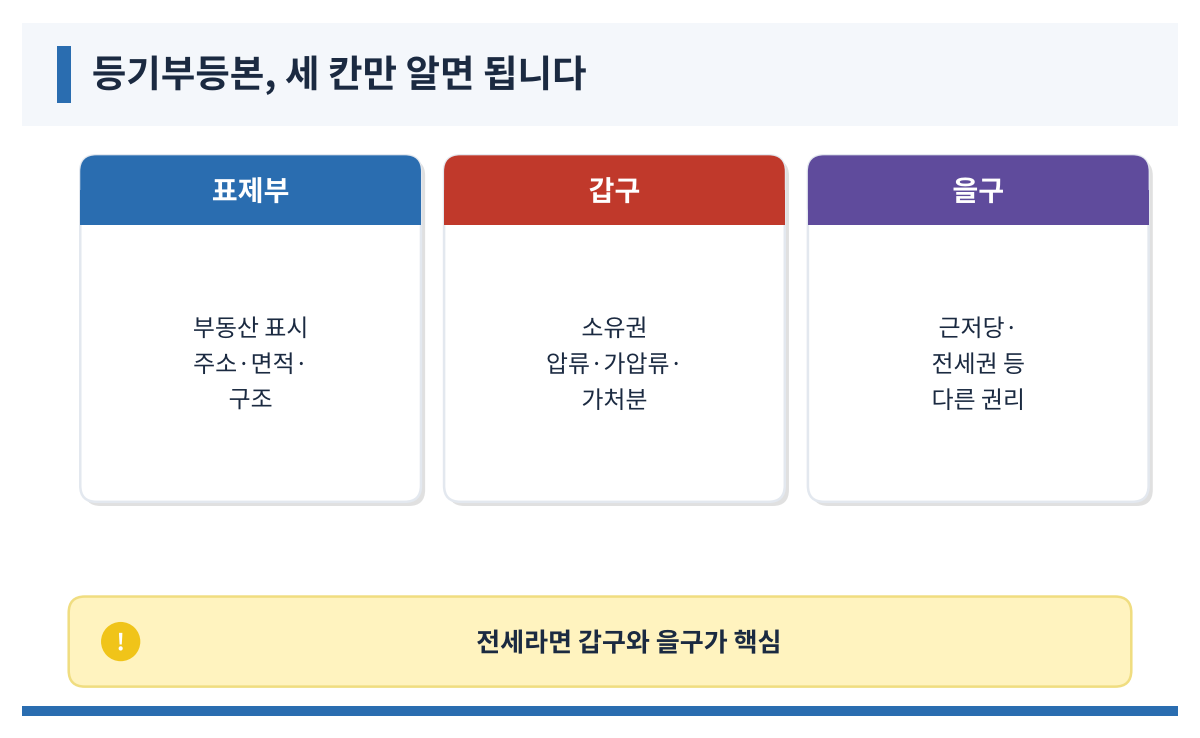 등기부등본, 세 칸만 알면 됩니다
표제부
부동산 표시
주소·면적·
구조
갑구
소유권
압류·가압류·
가처분
을구
근저당·
전세권 등
다른 권리
!
전세라면 갑구와 을구가 핵심